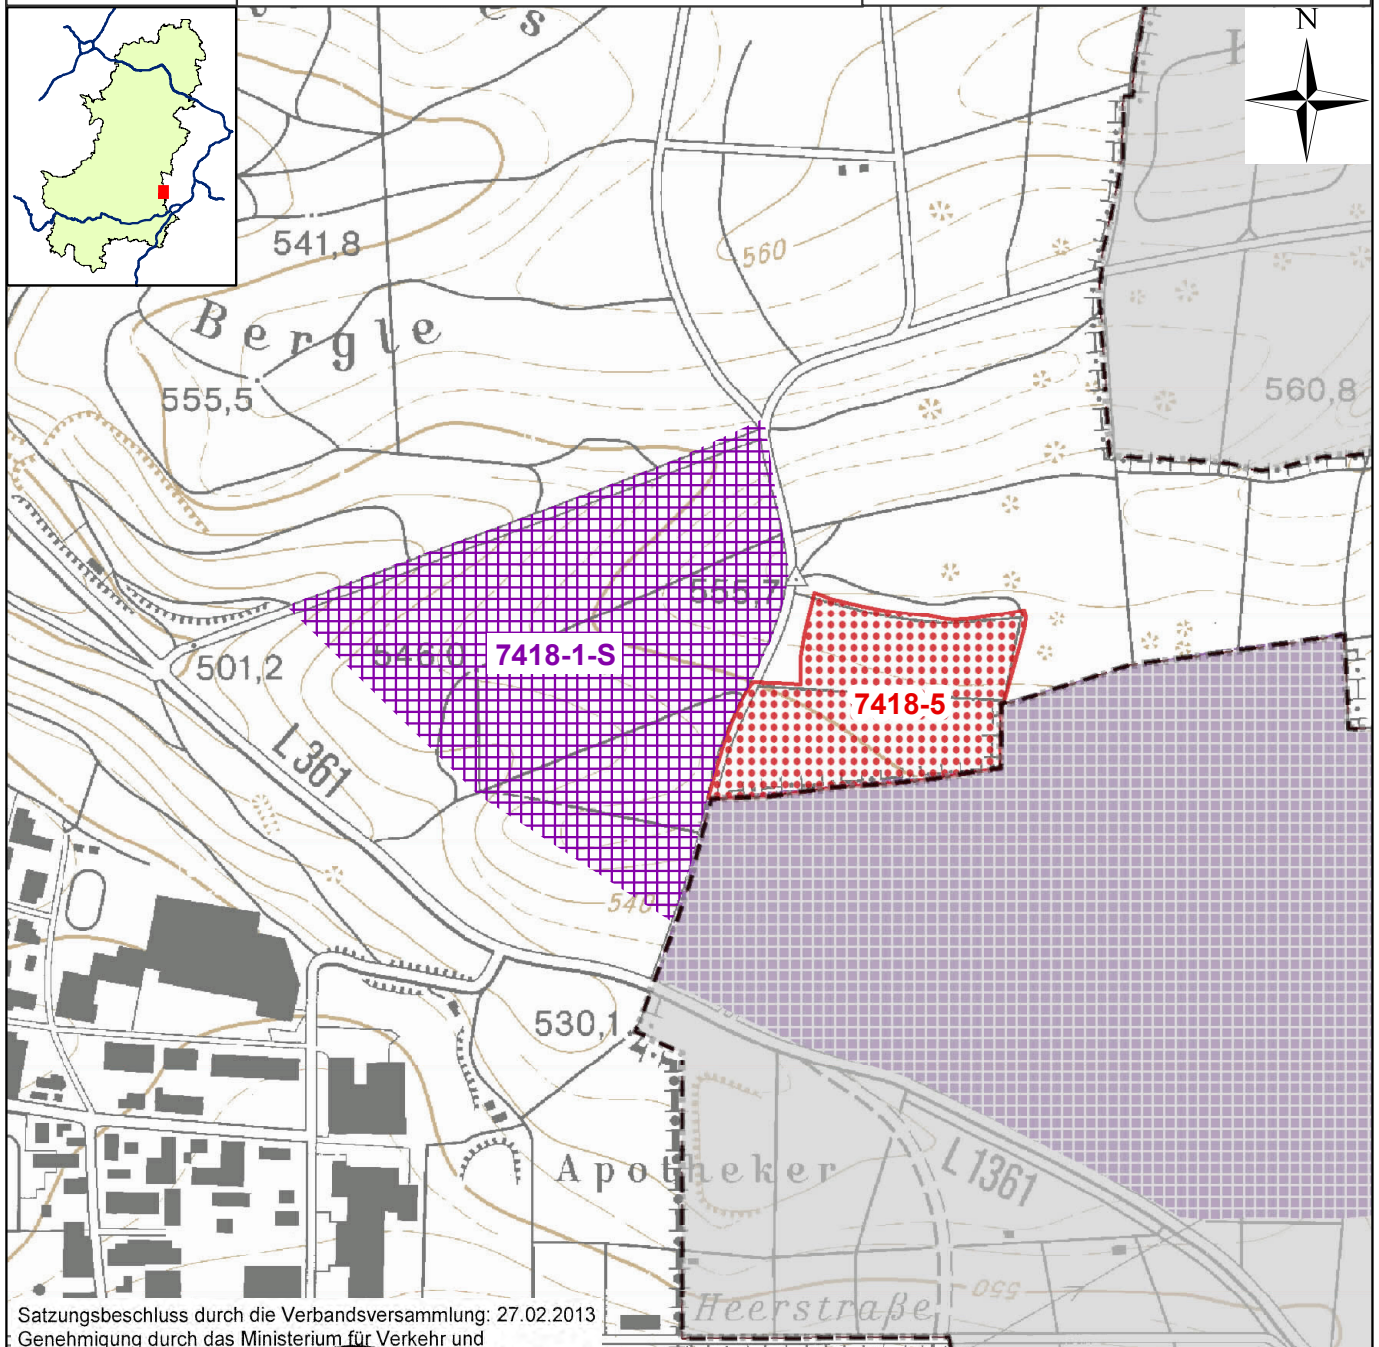 es
N
541,8
560
Bergle
555,5
560,8
555,7
546,0
7418-1-S
501,2
7418-5
L 361
540
530,1
Apotheker
L 1361
550
Heerstraße
Satzungsbeschluss durch die Verbandsversammlung: 27.02.2013
Genehmigung durch das Ministerium für Verkehr und